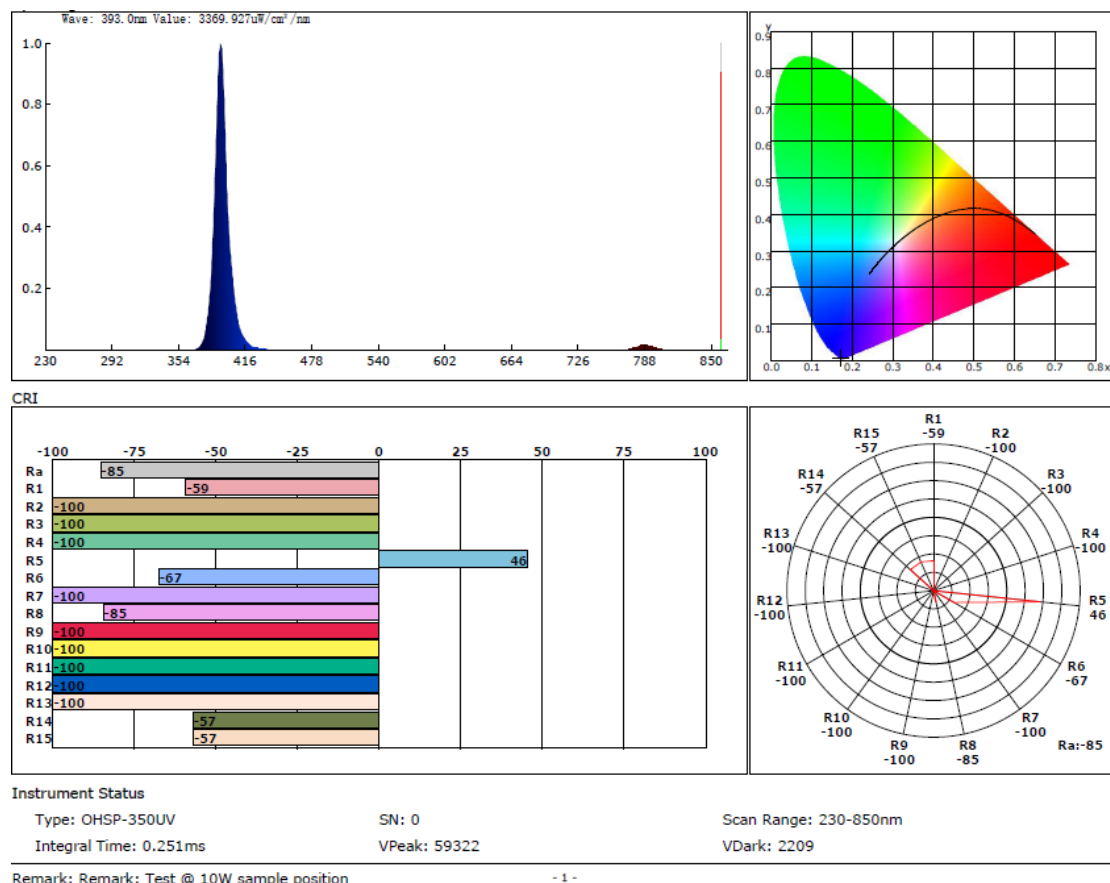 Wave: 393.0nm Value: 3369.927uW/cm²/nm
1.0
0.8
0.6
0.4
0.2
230 292 354 416 478 540 602 664 726 788 850
y
0.9
0.8
0.7
0.6
0.5
0.4
0.3
0.2
0.1
0.0 0.1 0.2 0.3 0.4 0.5 0.6 0.7 0.8x
CRI
-100 -75 -50 -25 0 25 50 75 100
Ra -85
R1 -59
R2 -100
R3 -100
R4 -100
R5 46
R6 -67
R7 -100
R8 -85
R9 -100
R10 -100
R11 -100
R12 -100
R13 -100
R14 -57
R15 -57
R1
-59
R2
-100
R3
-100
R4
-100
R5
46
R6
-67
R7
-100
R8
-85
R9
-100
R10
-100
R11
-100
R12
-100
R13
-100
R14
-57
R15
-57
Ra:-85
Instrument Status
Type: OHSP-350UV SN: 0 Scan Range: 230-850nm
Integral Time: 0.251ms VPeak: 59322 VDark: 2209
Remark: Remark: Test @ 10W sample position - 1 -